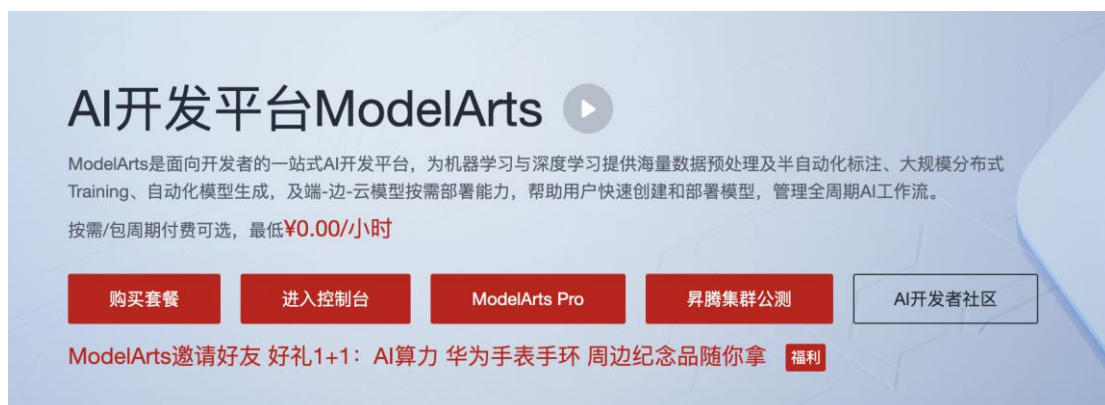 AI开发平台ModelArts
ModelArts是面向开发者的一站式AI开发平台，为机器学习与深度学习提供海量数据预处理及半自动化标注、大规模分布式
Training、自动化模型生成，及端-边-云模型按需部署能力，帮助用户快速创建和部署模型，管理全周期AI工作流。
按需/包周期付费可选，最低¥0.00/小时
购买套餐 进入控制台 ModelArts Pro 昇腾集群公测 AI开发者社区
ModelArts邀请好友 好礼1+1：AI算力 华为手表手环 周边纪念品随你拿 福利